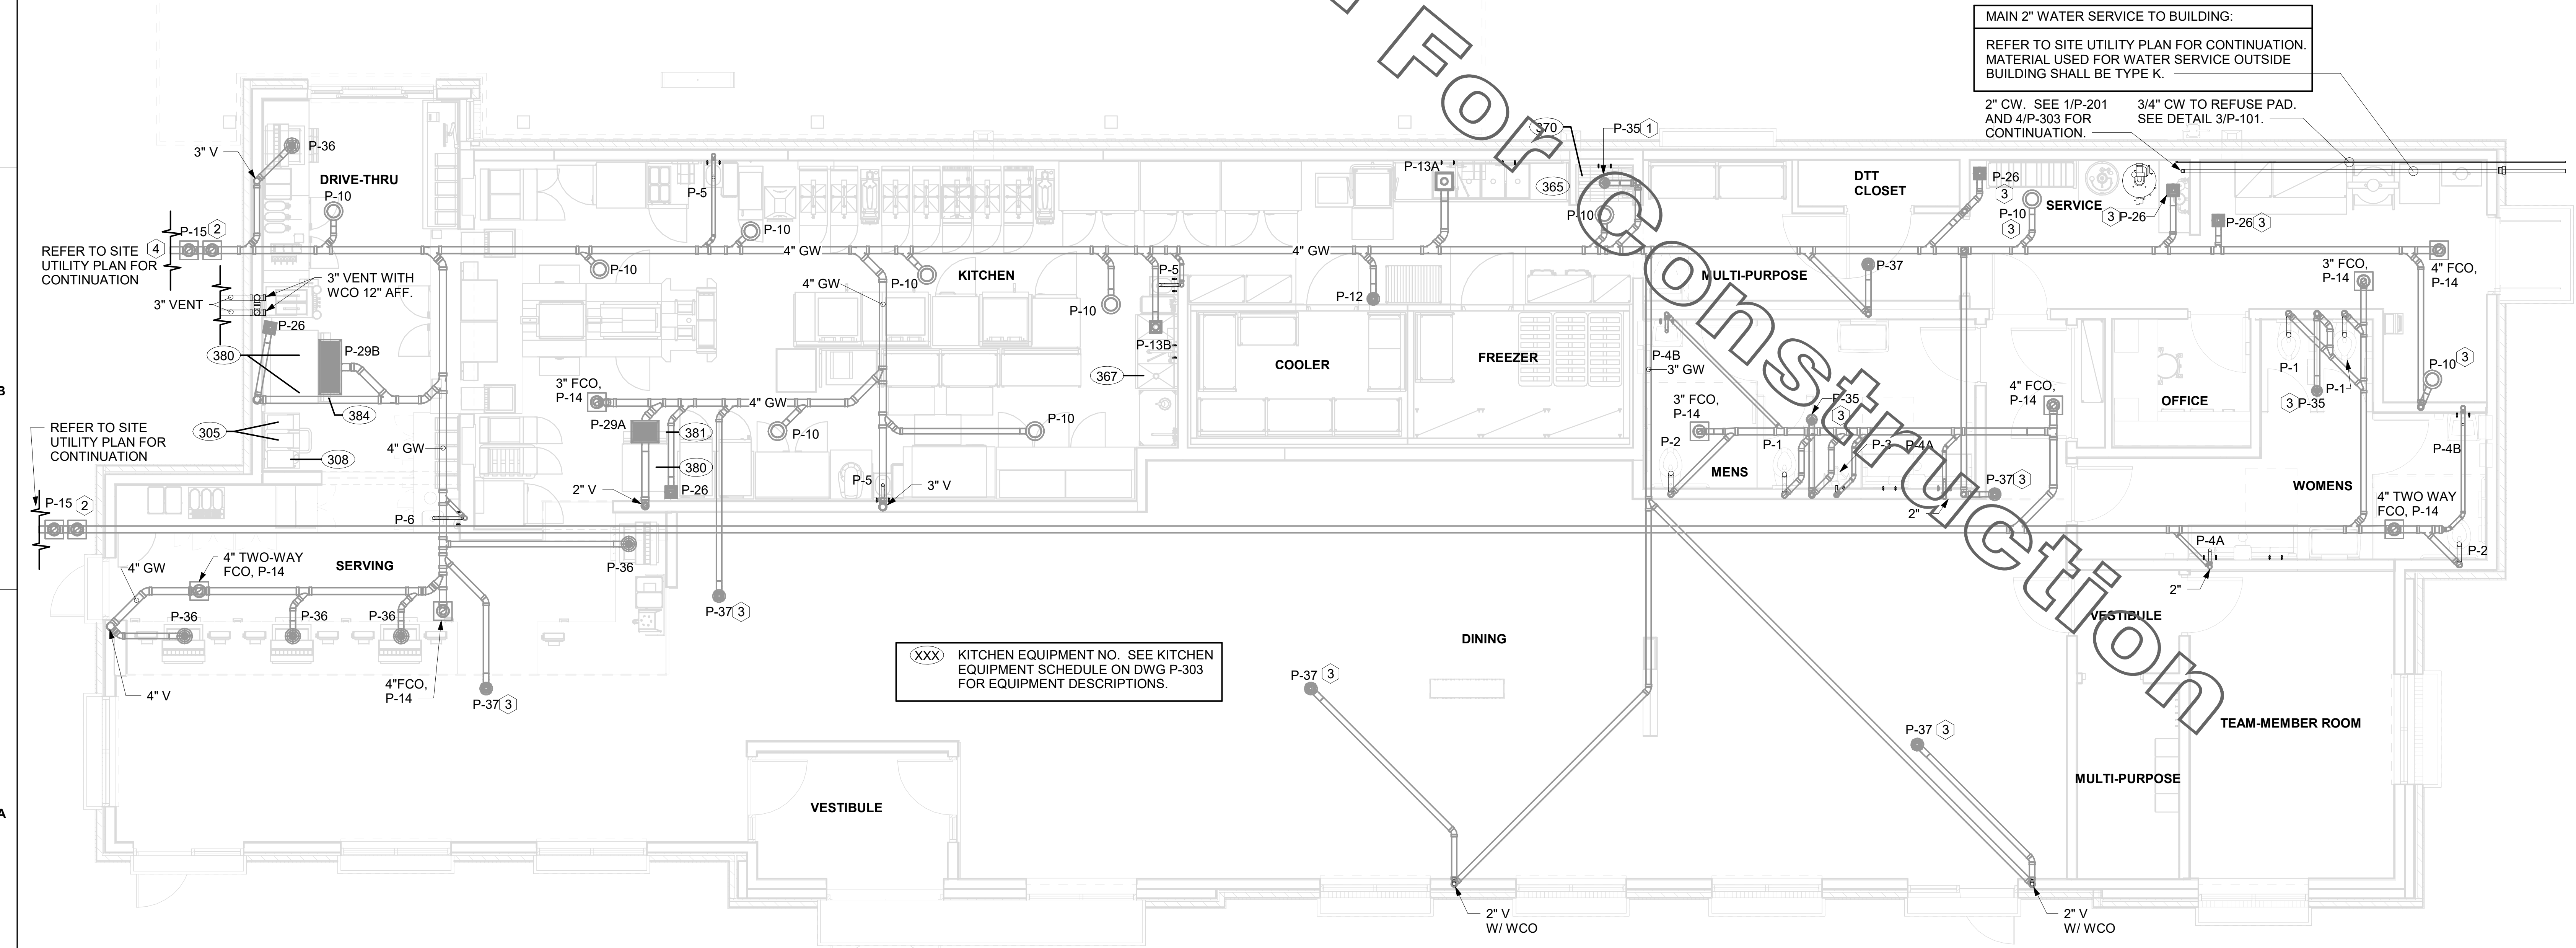 For Construction
MAIN 2" WATER SERVICE TO BUILDING:
REFER TO SITE UTILITY PLAN FOR CONTINUATION.
MATERIAL USED FOR WATER SERVICE OUTSIDE
BUILDING SHALL BE TYPE K.
2" CW. SEE 1/P-201
AND 4/P-303 FOR
CONTINUATION.
3/4" CW TO REFUSE PAD.
SEE DETAIL 3/P-101.
3" V
P-36
DRIVE-THRU
P-10
P-15 2
4
REFER TO SITE
UTILITY PLAN FOR
CONTINUATION
3" VENT
3" VENT WITH
WCO 12" AFF.
P-26
380
P-29B
384
305
308
B
REFER TO SITE
UTILITY PLAN FOR
CONTINUATION
P-15 2
4" GW
P-6
P-5
P-10
P-10
4" GW
KITCHEN
P-10
4" GW
P-10
P-5
P-13B
367
4" GW
P-12
P-13A
370
365
P-35 1
P-10
3" FCO,
P-14
4" GW
P-29A
381
380
P-26
2" V
P-10
P-10
P-5
3" V
COOLER
FREEZER
DTT
CLOSET
MULTI-PURPOSE
P-37
P-26
3
P-10
3
SERVICE
3 P-26
P-26 3
3" FCO,
P-14
4" FCO,
P-14
P-4B
3" GW
3" FCO,
P-14
P-2
MENS
P-1
P-35
3
P-3
P-4A
2"
P-37 3
4" FCO,
P-14
OFFICE
P-1
P-1
3 P-35
P-10 3
P-4B
WOMENS
4" TWO WAY
FCO, P-14
P-2
P-4A
2"
4" GW
4" TWO-WAY
FCO, P-14
SERVING
P-36
P-36
P-36
P-36
4" V
4"FCO,
P-14
P-37 3
P-37 3
XXX
KITCHEN EQUIPMENT NO. SEE KITCHEN
EQUIPMENT SCHEDULE ON DWG P-303
FOR EQUIPMENT DESCRIPTIONS.
DINING
P-37 3
P-37 3
VESTIBULE
TEAM-MEMBER ROOM
MULTI-PURPOSE
VESTIBULE
A
2" V
W/ WCO
2" V
W/ WCO